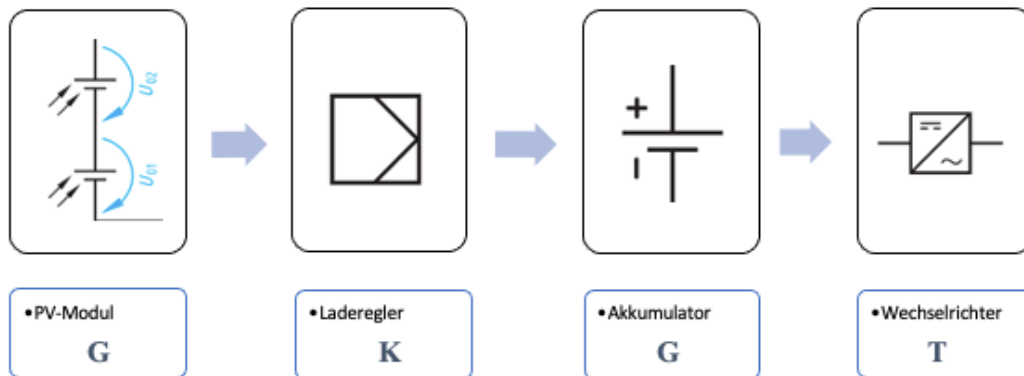 U02
U01
+
−
•PV-Modul
G
•Laderegler
K
•Akkumulator
G
•Wechselrichter
T